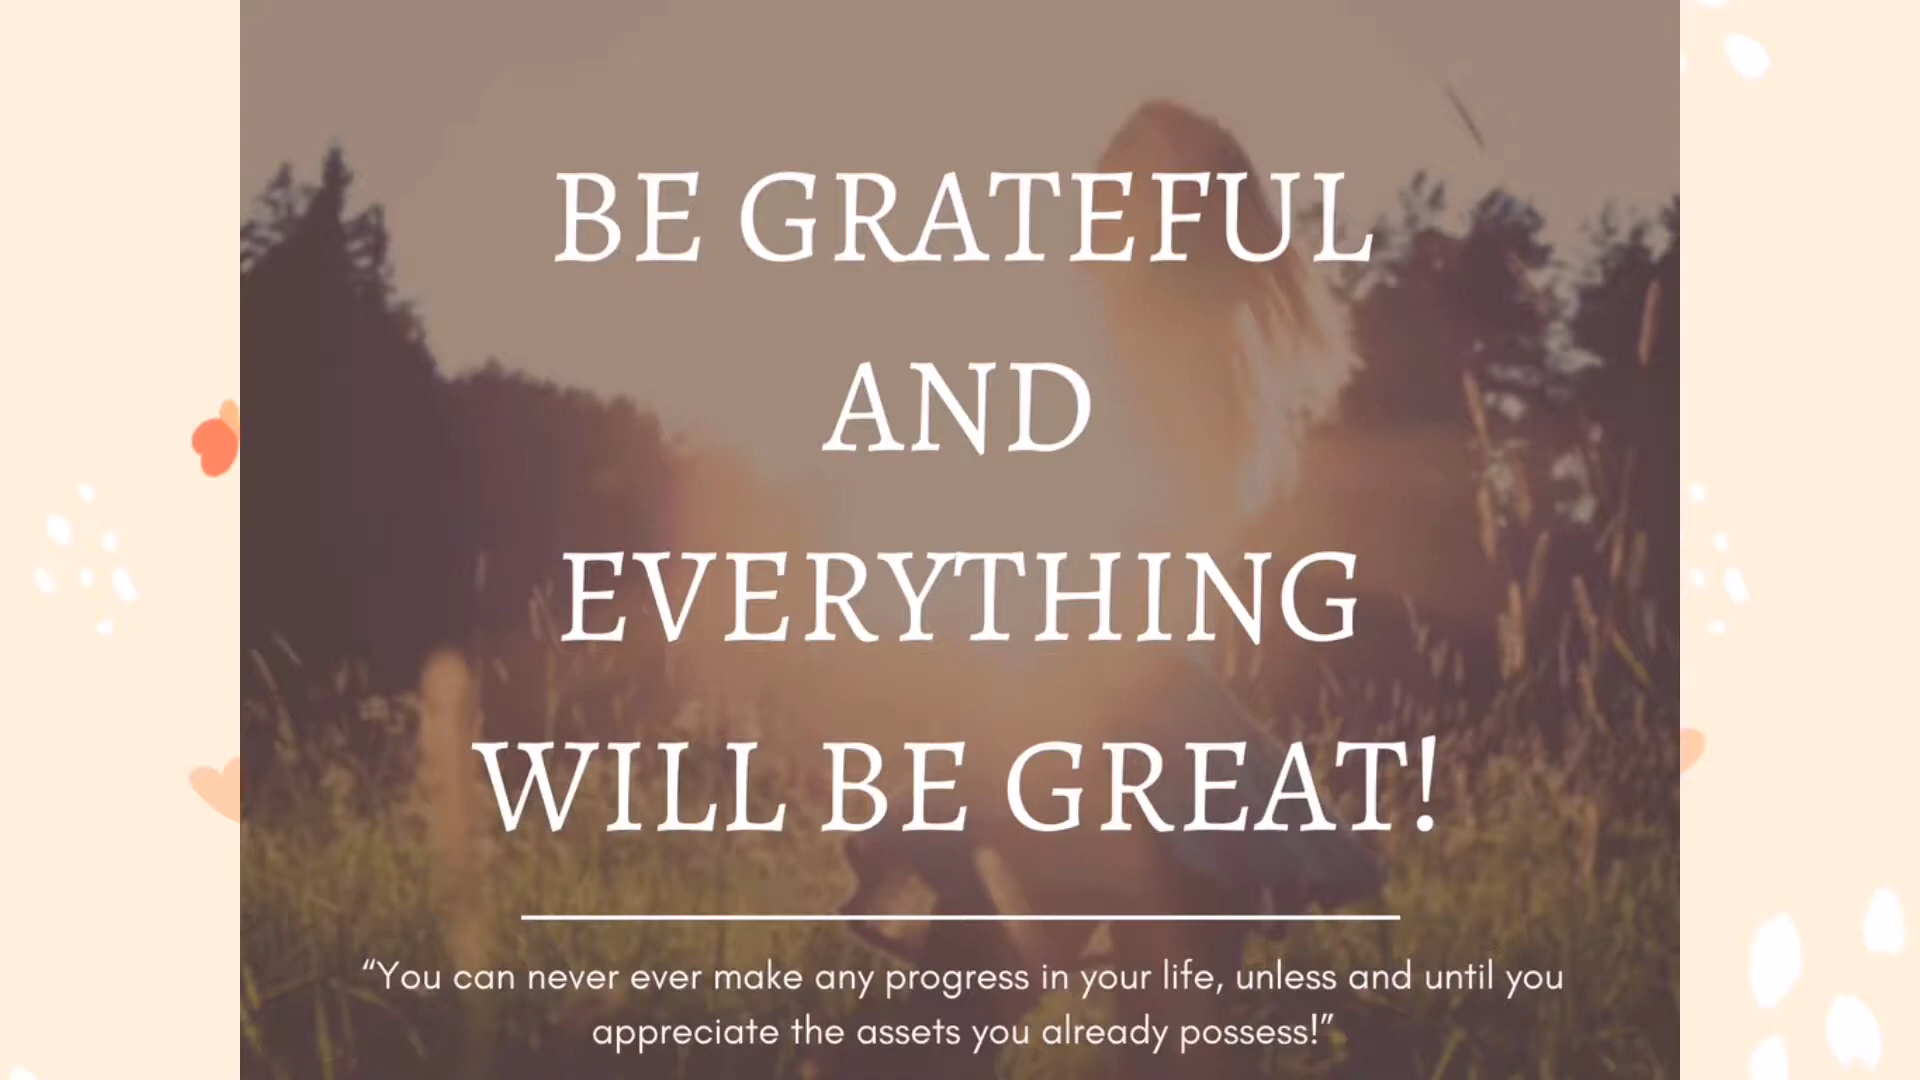 BE GRATEFUL
AND
EVERYTHING
WILL BE GREAT!
“You can never ever make any progress in your life, unless and until you
appreciate the assets you already possess!”